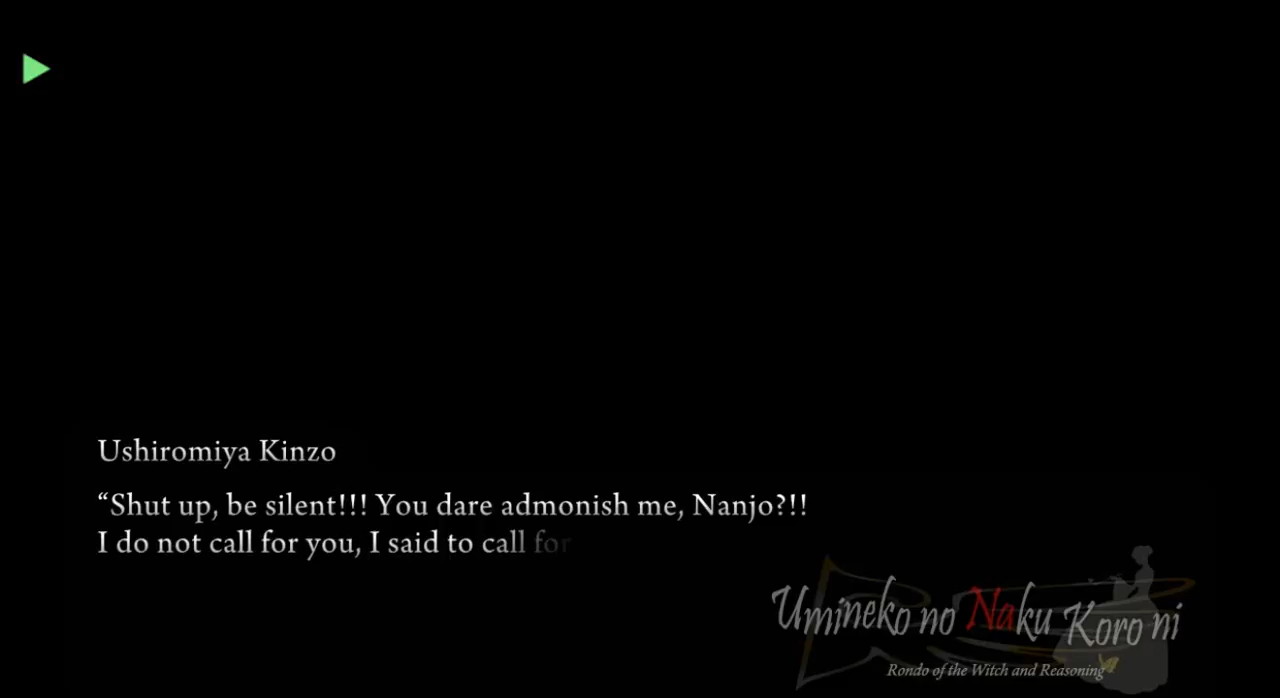 Ushiromiya Kinzo
“Shut up, be silent!!! You dare admonish me, Nanjo?!!
I do not call for you, I said to call for
Umineko no Naku Koro ni
Rondo of the Witch and Reasoning